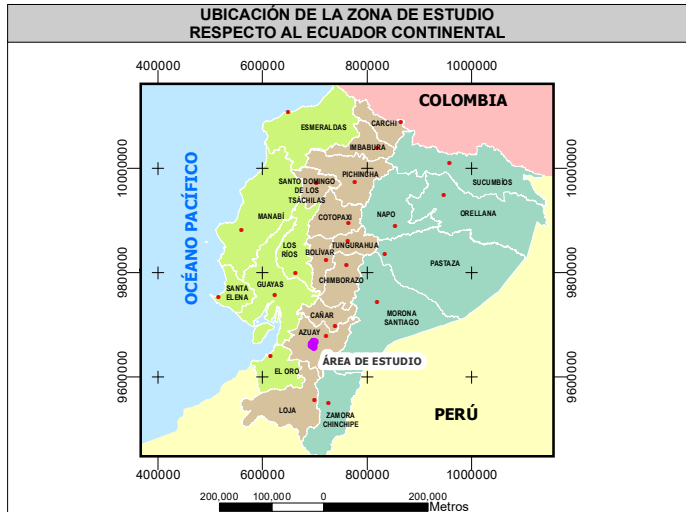 UBICACIÓN DE LA ZONA DE ESTUDIO
RESPECTO AL ECUADOR CONTINENTAL
400000
600000
800000
1000000
COLOMBIA
CARCHI
ESMERALDAS
IMBABURA
10000000
10000000
PICHINCHA
SUCUMBÍOS
SANTO DOMINGO
DE LOS
TSÁCHILAS
OCÉANO PACÍFICO
MANABÍ
COTOPAXI
NAPO
ORELLANA
LOS
RÍOS
TUNGURAHUA
BOLÍVAR
PASTAZA
9800000
9800000
CHIMBORAZO
SANTA
ELENA
GUAYAS
MORONA
SANTIAGO
CAÑAR
AZUAY
ÁREA DE ESTUDIO
EL ORO
9600000
9600000
LOJA
ZAMORA
CHINCHIPE
PERÚ
400000
600000
800000
1000000
200,000
100,000
0
200,000
Metros